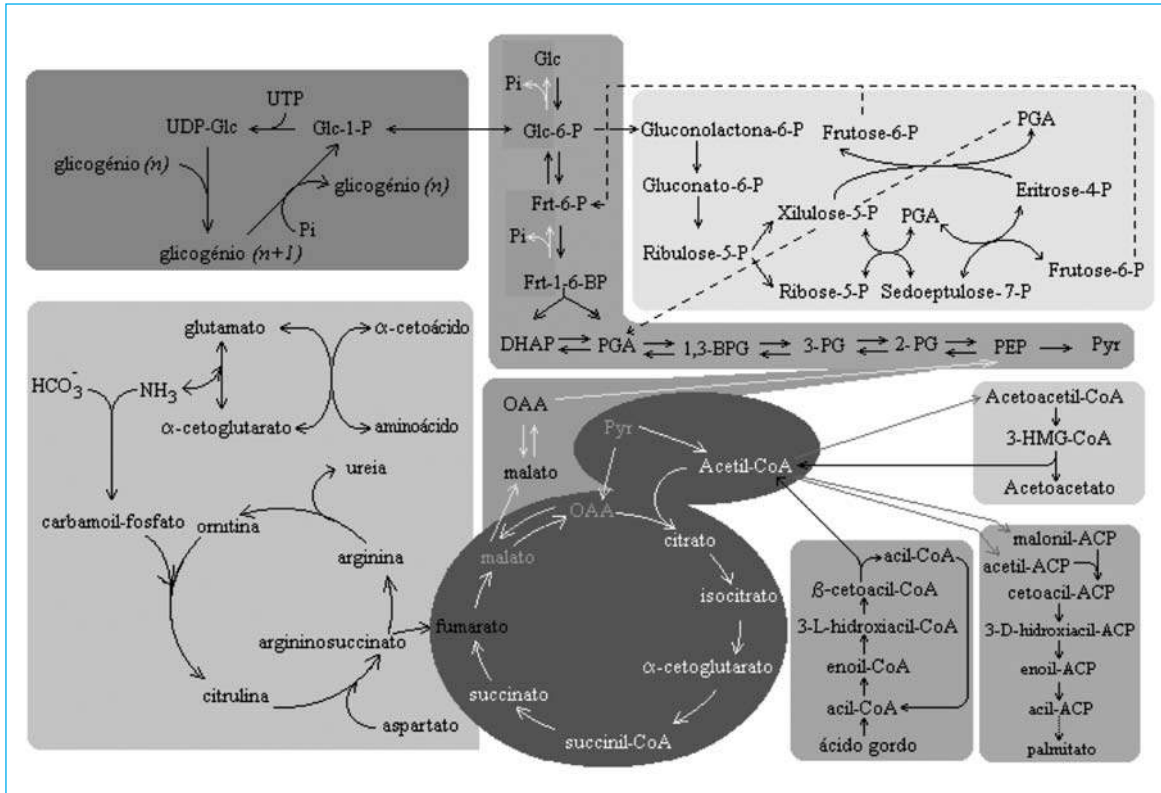 UTP
UDP-Glc
Glc-1-P
glicogénio (n)
glicogénio (n)
Pi
glicogénio (n+1)
Glc
Pi
Glc-6-P
Frt-6-P
Pi
Frt-1-6-BP
DHAP
PGA
1,3-BPG
3-PG
2-PG
PEP
Pyr
Gluconolactona-6-P
Frutose-6-P
PGA
Gluconato-6-P
Eritrose-4-P
Xilulose-5-P
PGA
Ribulose-5-P
Frutose-6-P
Ribose-5-P
Sedoeptulose-7-P
glutamato
α-cetoácido
HCO3-
NH3
α-cetoglutarato
aminoácido
ureia
carbamoil-fosfato
ornitina
arginina
argininosuccinato
citrulina
aspartato
OAA
malato
Pyr
Acetil-CoA
OAA
citrato
malato
isocitrato
fumarato
α-cetoglutarato
succinato
succinil-CoA
Acetoacetil-CoA
3-HMG-CoA
Acetoacetato
acil-CoA
ß-cetoacil-CoA
3-L-hidroxiacil-CoA
enoil-CoA
acil-CoA
ácido gordo
malonil-ACP
acetil-ACP
cetoacil-ACP
3-D-hidroxiacil-ACP
enoil-ACP
acil-ACP
palmitato